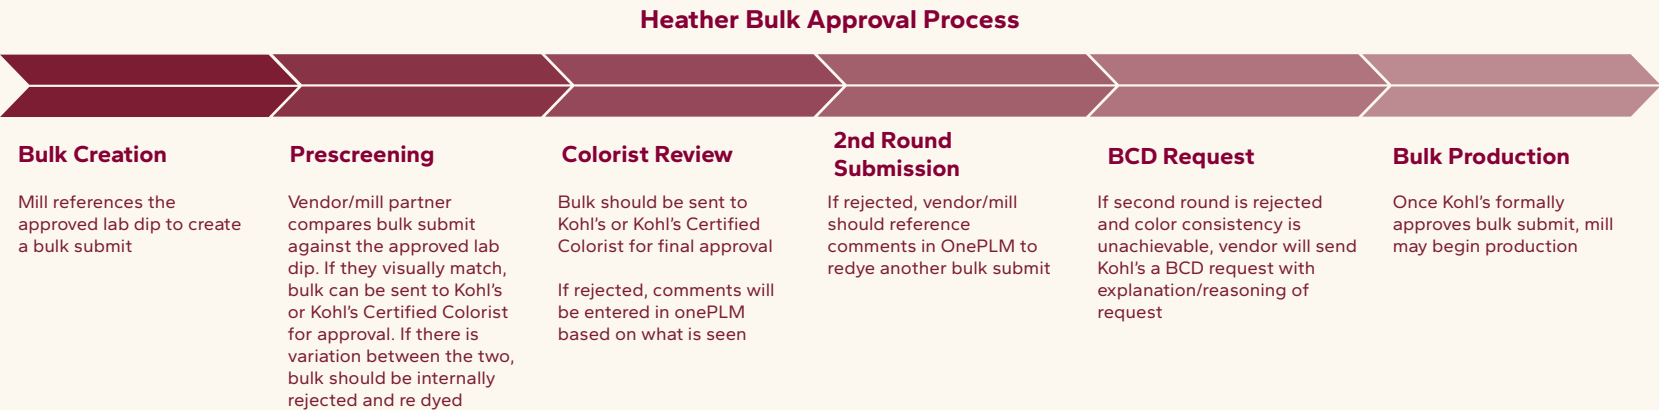 Heather Bulk Approval Process
Bulk Creation
Mill references the
approved lab dip to create
a bulk submit
Prescreening
Vendor/mill partner
compares bulk submit
against the approved lab
dip. If they visually match,
bulk can be sent to Kohl's
or Kohl's Certified Colorist
for approval. If there is
variation between the two,
bulk should be internally
rejected and re dyed
Colorist Review
Bulk should be sent to
Kohl's or Kohl's Certified
Colorist for final approval
If rejected, comments will
be entered in onePLM
based on what is seen
2nd Round
Submission
If rejected, vendor/mill
should reference
comments in OnePLM to
redye another bulk submit
BCD Request
If second round is rejected
and color consistency is
unachievable, vendor will send
Kohl's a BCD request with
explanation/reasoning of
request
Bulk Production
Once Kohl's formally
approves bulk submit, mill
may begin production